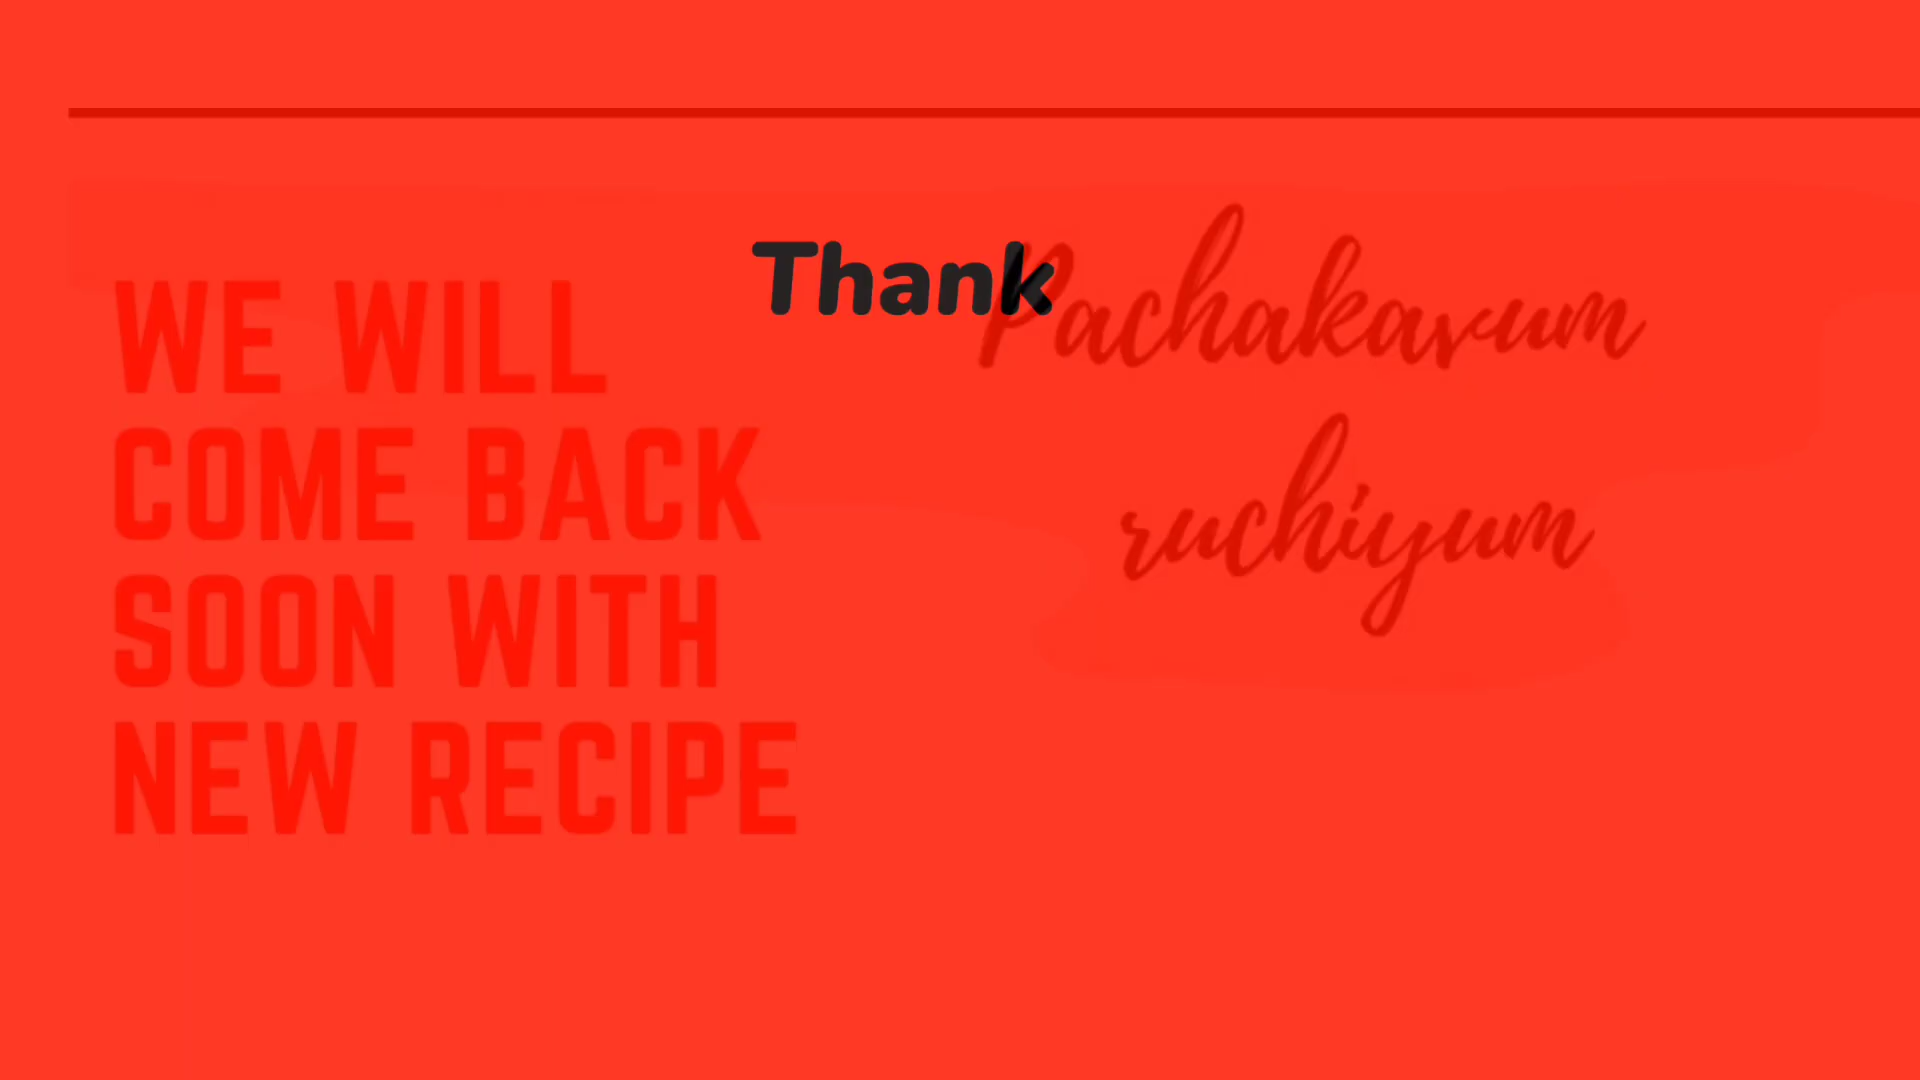 Thank
Pachakavum
ruchiyum
WE WILL
COME BACK
SOON WITH
NEW RECIPE